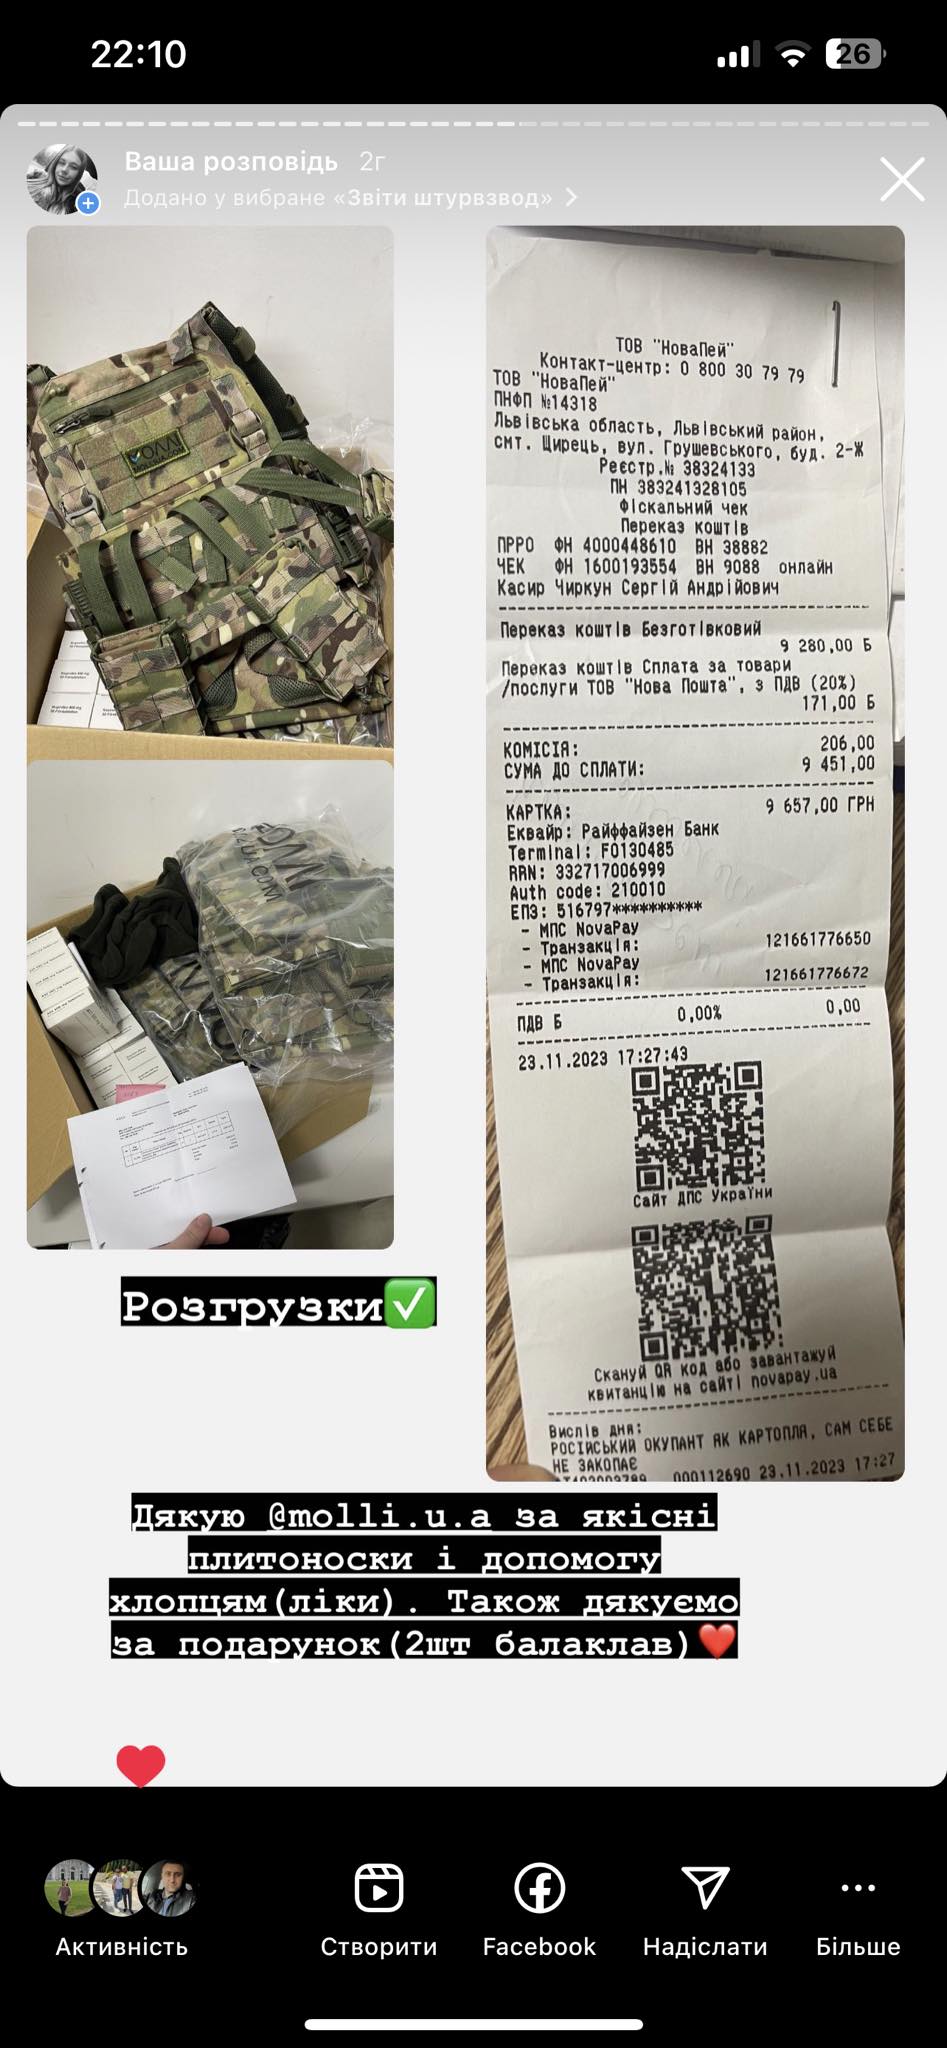 22:10
26
Ваша розповідь 2г
Додано у вибране «Звіти штурвзвод»
MOLLIUA.COM
ТОВ "НоваПей"
Контакт-центр: 0 800 30 79 79
ТОВ "НоваПей"
ПНФП №14318
Львівська область, Львівський район,
смт. Щирець, вул. Грушевського, буд. 2-Ж
Реєстр.№ 38324133
ПН 383241328105
Фіскальний чек
Переказ коштів
ПРРО ФН 4000448610 ВН 38882
ЧЕК ФН 1600193554 ВН 9088 онлайн
Касир Чиркун Сергій Андрійович
Переказ коштів Безготівковий
9 280,00 Б
Переказ коштів Сплата за товари
/послуги ТОВ "Нова Пошта", з ПДВ (20%)
171,00 Б
КОМІСІЯ: 206,00
СУМА ДО СПЛАТИ: 9 451,00
КАРТКА: 9 657,00 ГРН
Еквайр: Райффайзен Банк
Terminal: F0130485
RRN: 332717006999
Auth code: 210010
ЕПЗ: 516797**********
- МПС NovaPay
- Транзакція: 121661776650
- МПС NovaPay
- Транзакція: 121661776672
ПДВ Б 0,00% 0,00
23.11.2023 17:27:43
Сайт ДПС України
Скануй QR код або завантажуй
квитанцію на сайті novapay.ua
Вислів дня:
РОСІЙСЬКИЙ ОКУПАНТ ЯК КАРТОПЛЯ, САМ СЕБЕ
НЕ ЗАКОПАЄ
000112690 23.11.2023 17:27
Розгрузки✅
Дякую @molli.u.a за якісні
плитоноски і допомогу
хлопцям(ліки). Також дякуємо
за подарунок(2шт балаклав)❤️
Активність
Створити
Facebook
Надіслати
Більше